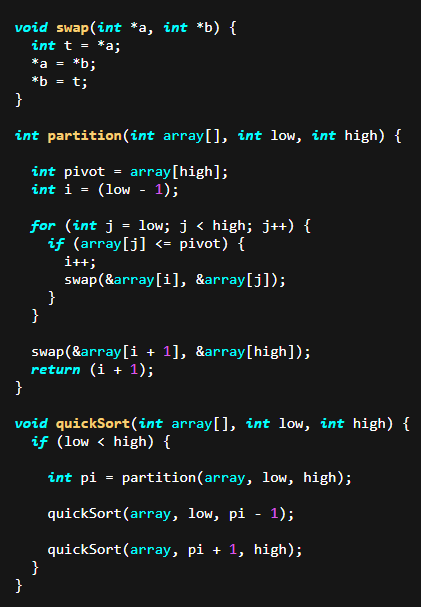 void swap(int *a, int *b) {
  int t = *a;
  *a = *b;
  *b = t;
}

int partition(int array[], int low, int high) {

  int pivot = array[high];
  int i = (low - 1);

  for (int j = low; j < high; j++) {
    if (array[j] <= pivot) {
      i++;
      swap(&array[i], &array[j]);
    }
  }

  swap(&array[i + 1], &array[high]);
  return (i + 1);
}

void quickSort(int array[], int low, int high) {
  if (low < high) {

    int pi = partition(array, low, high);

    quickSort(array, low, pi - 1);

    quickSort(array, pi + 1, high);
  }
}